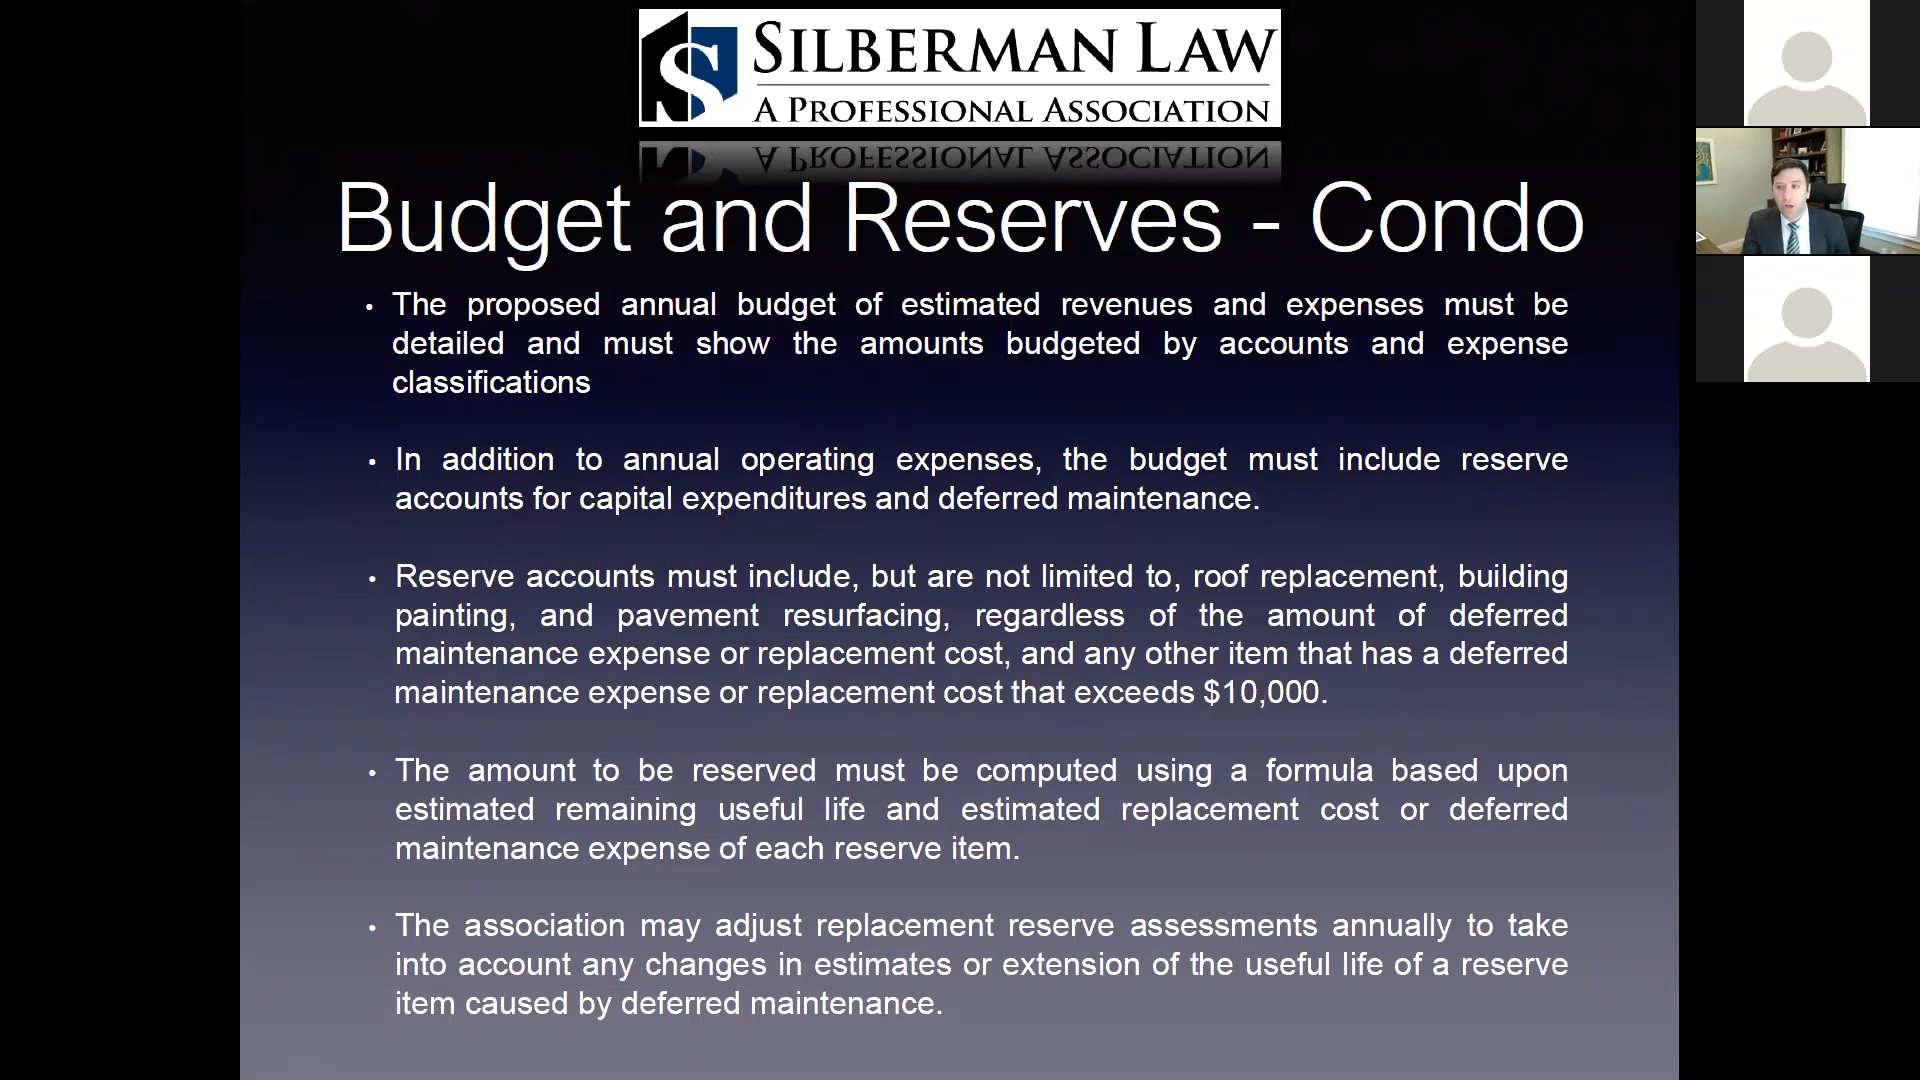 SILBERMAN LAW
A PROFESSIONAL ASSOCIATION
Budget and Reserves - Condo
• The proposed annual budget of estimated revenues and expenses must be
detailed and must show the amounts budgeted by accounts and expense
classifications
• In addition to annual operating expenses, the budget must include reserve
accounts for capital expenditures and deferred maintenance.
• Reserve accounts must include, but are not limited to, roof replacement, building
painting, and pavement resurfacing, regardless of the amount of deferred
maintenance expense or replacement cost, and any other item that has a deferred
maintenance expense or replacement cost that exceeds $10,000.
• The amount to be reserved must be computed using a formula based upon
estimated remaining useful life and estimated replacement cost or deferred
maintenance expense of each reserve item.
• The association may adjust replacement reserve assessments annually to take
into account any changes in estimates or extension of the useful life of a reserve
item caused by deferred maintenance.